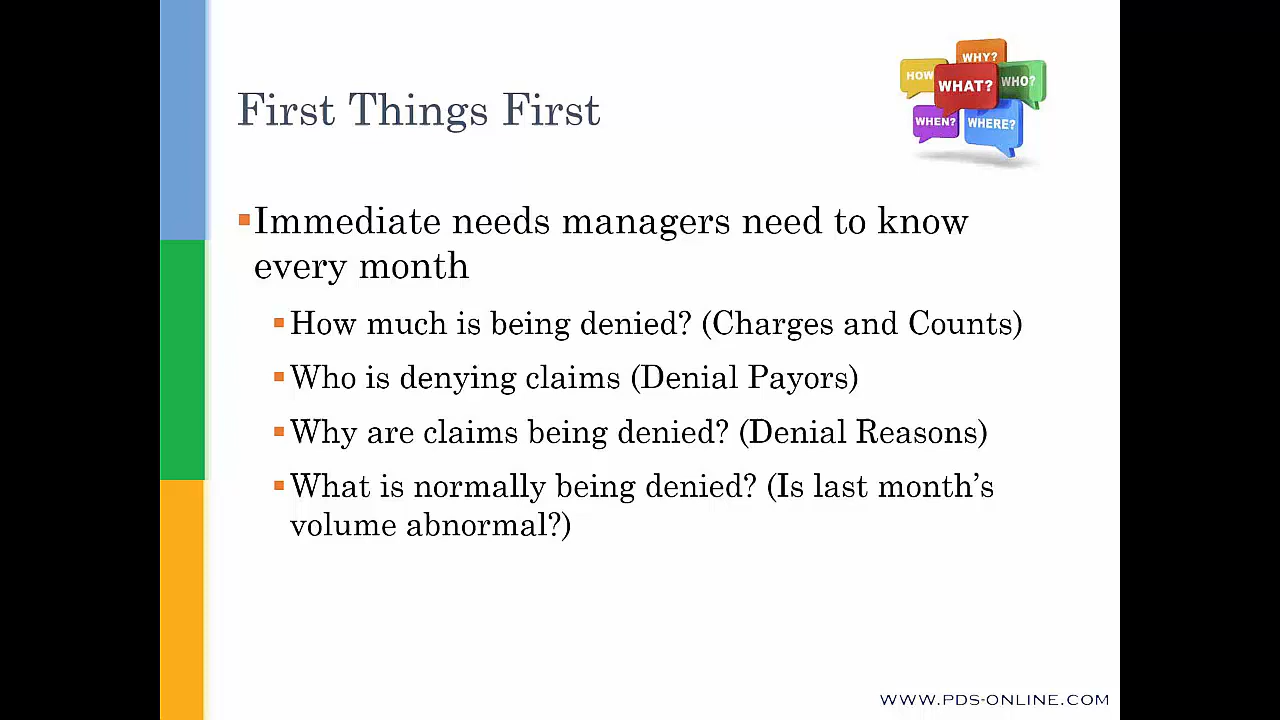 First Things First
WHY?
HOW
WHAT?
WHO?
WHEN?
WHERE?
Immediate needs managers need to know
every month
How much is being denied? (Charges and Counts)
Who is denying claims (Denial Payors)
Why are claims being denied? (Denial Reasons)
What is normally being denied? (Is last month’s
volume abnormal?)
WWW.PDS-ONLINE.COM